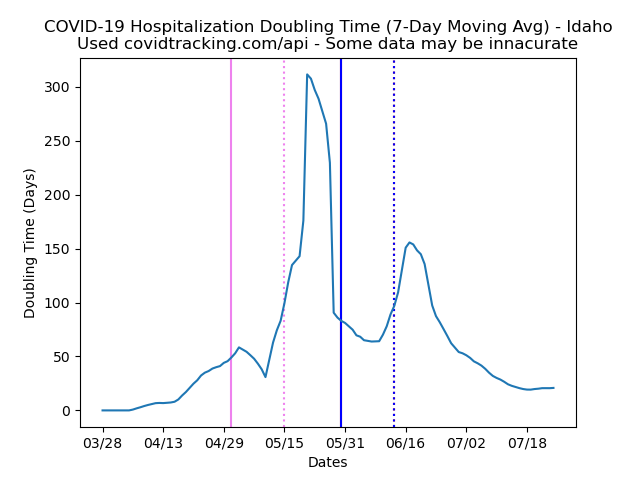 COVID-19 Hospitalization Doubling Time (7-Day Moving Avg) - Idaho
Used covidtracking.com/api - Some data may be innacurate
Doubling Time (Days)
300
250
200
150
100
50
0
03/28 04/13 04/29 05/15 05/31 06/16 07/02 07/18
Dates